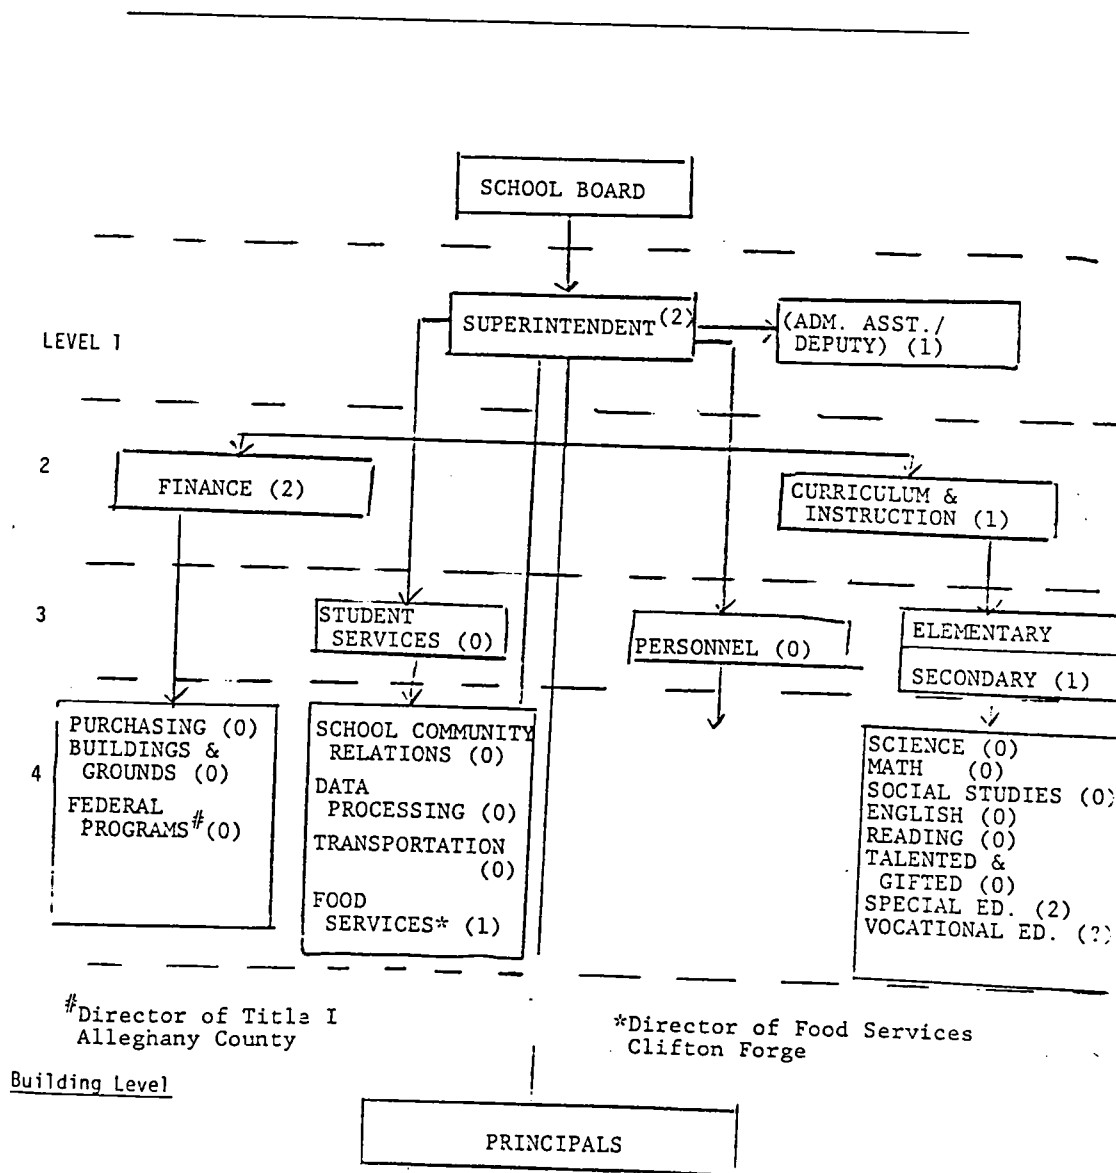 SCHOOL BOARD
LEVEL 1
SUPERINTENDENT (2)
(ADM. ASST./
DEPUTY) (1)
2
FINANCE (2)
CURRICULUM &
INSTRUCTION (1)
3
STUDENT
SERVICES (0)
PERSONNEL (0)
ELEMENTARY
SECONDARY (1)
4
PURCHASING (0)
BUILDINGS &
GROUNDS (0)
FEDERAL
PROGRAMS# (0)
SCHOOL COMMUNITY
RELATIONS (0)
DATA
PROCESSING (0)
TRANSPORTATION
(0)
FOOD
SERVICES* (1)
SCIENCE (0)
MATH (0)
SOCIAL STUDIES (0)
ENGLISH (0)
READING (0)
TALENTED &
GIFTED (0)
SPECIAL ED. (2)
VOCATIONAL ED.
#Director of Title I
Alleghany County
*Director of Food Services
Clifton Forge
Building Level
PRINCIPALS